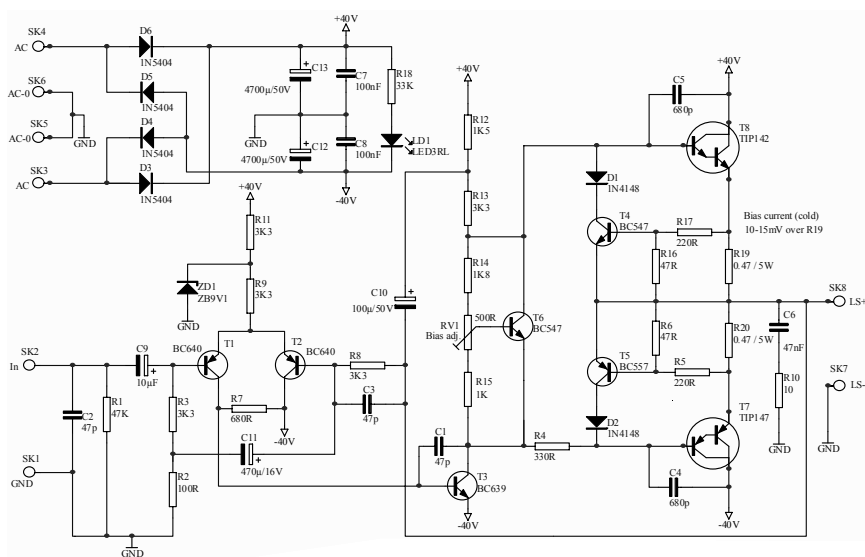 SK4
AC
D6
IN5404
SK6
AC-0
D5
IN5404
SK5
AC-0
GND
D4
IN5404
SK3
AC
D3
IN5404
+40V
C13
4700µ/50V
C7
100nF
R18
33K
GND
C12
4700µ/50V
C8
100nF
LD1
LED3RL
-40V
+40V
R11
3K3
ZD1
ZB9V1
GND
R9
3K3
SK2
In
C9
10µF
BC640
T1
T2
BC640
R8
3K3
C2
47p
R1
47K
R3
3K3
R7
680R
-40V
C3
47p
C11
470µ/16V
SK1
GND
R2
100R
GND
+40V
R12
1K5
R13
3K3
R14
1K8
C10
100µ/50V
RV1
Bias adj.
500R
T6
BC547
R15
1K
C1
47p
T3
BC639
-40V
R4
330R
C5
680p
-40V
T8
TIP142
D1
IN4148
T4
BC547
R17
220R
Bias current (cold)
10-15mV over R19
R16
47R
R19
0.47 / 5W
SK8
LS+
R6
47R
R20
0.47 / 5W
C6
47nF
T5
BC557
R5
220R
R10
10
SK7
LS-
D2
IN4148
T7
TIP147
GND
GND
C4
680p
-40V